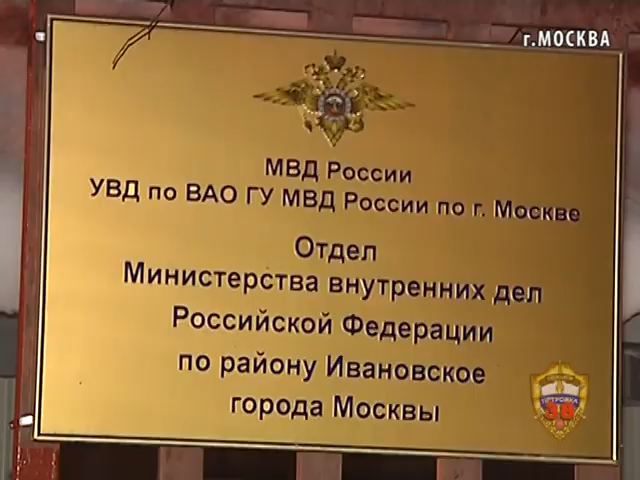 г.МОСКВА
МВД России
УВД по ВАО ГУ МВД России по г. Москве
Отдел
Министерства внутренних дел
Российской Федерации
по району Ивановское
города Москвы
ПЕТРОВКА
38